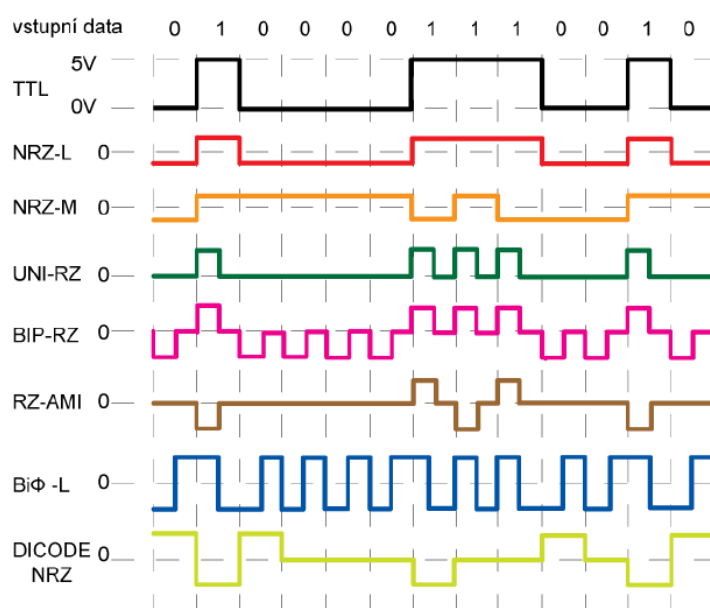 vstupní data 0 1 0 0 0 0 1 1 1 0 0 1 0
5V
TTL
0V
NRZ-L 0
NRZ-M 0
UNI-RZ 0
BIP-RZ 0
RZ-AMI 0
BiΦ -L 0
DICODE 0
NRZ